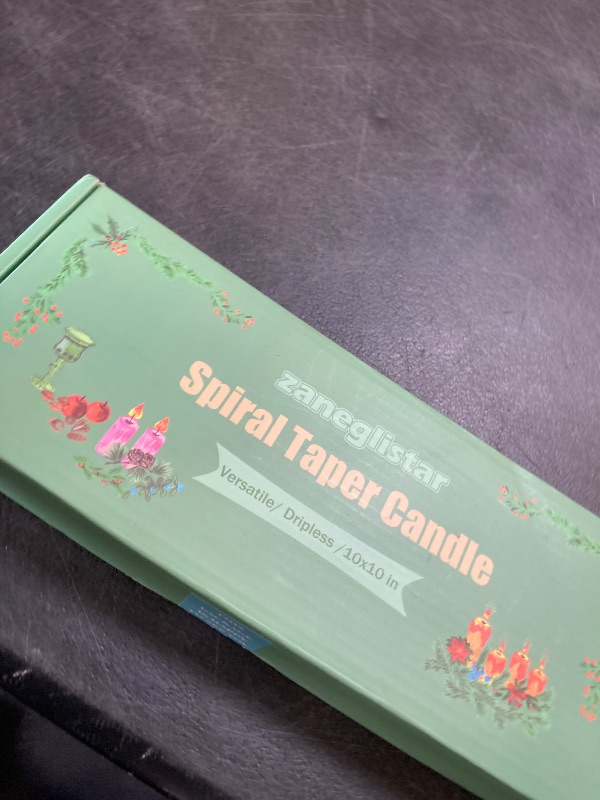 zaneglistar
Spiral Taper Candle
Versatile/ Dripless /10x10 in